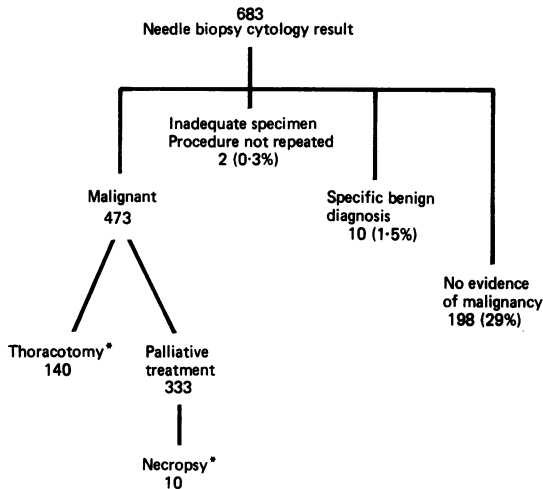 683
Needle biopsy cytology result
Inadequate specimen
Procedure not repeated
2 (0·3%)
Malignant
473
Specific benign
diagnosis
10 (1·5%)
No evidence
of malignancy
198 (29%)
Thoracotomy*
140
Palliative
treatment
333
Necropsy*
10